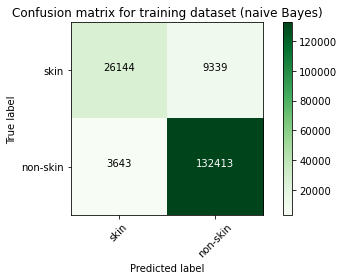 Confusion matrix for training dataset (naive Bayes)
True label
skin
non-skin
26144 9339
3643 132413
skin non-skin
Predicted label
120000
100000
80000
60000
40000
20000